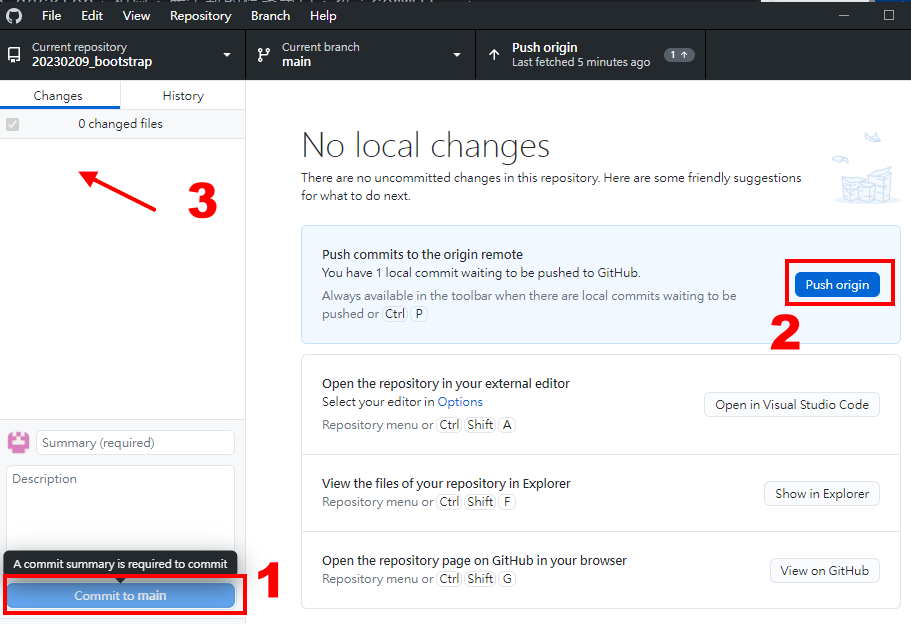 File Edit View Repository Branch Help
Current repository
20230209_bootstrap
Current branch
main
Push origin
Last fetched 5 minutes ago
1
Changes
History
0 changed files
3
No local changes
There are no uncommitted changes in this repository. Here are some friendly suggestions
for what to do next.
Push commits to the origin remote
You have 1 local commit waiting to be pushed to GitHub.
Always available in the toolbar when there are local commits waiting to be
pushed or Ctrl P
Push origin
2
Open the repository in your external editor
Select your editor in Options
Repository menu or Ctrl Shift A
Open in Visual Studio Code
View the files of your repository in Explorer
Repository menu or Ctrl Shift F
Show in Explorer
Open the repository page on GitHub in your browser
Repository menu or Ctrl Shift G
View on GitHub
Summary (required)
Description
A commit summary is required to commit
Commit to main
1